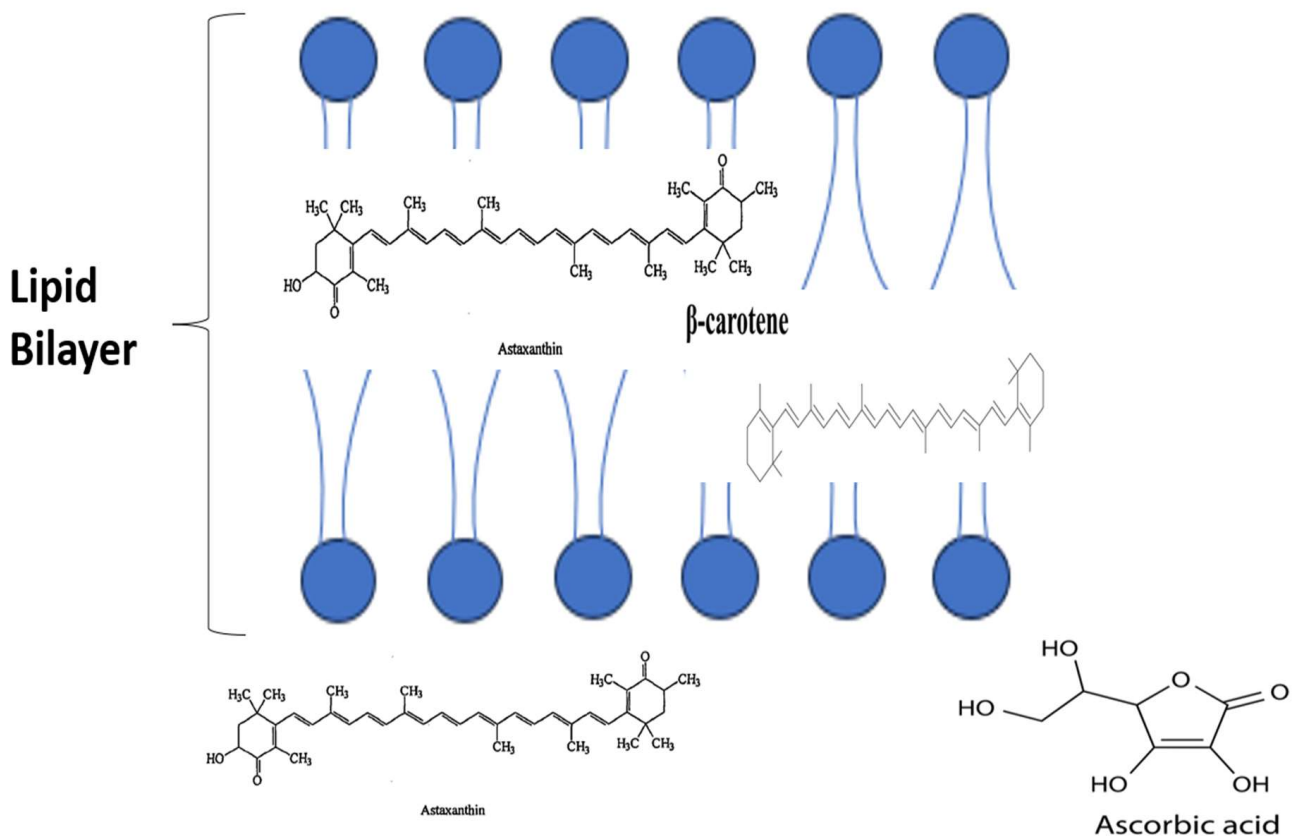 Lipid
Bilayer
O
H₃C CH₃
H₃C CH₃
CH₃
CH₃
HO
CH₃
O
CH₃
CH₃
H₃C CH₃
Astaxanthin
β-carotene
O
H₃C CH₃
H₃C CH₃
CH₃
CH₃
HO
CH₃
O
CH₃
CH₃
H₃C CH₃
Astaxanthin
HO
O
O
HO
HO
OH
Ascorbic acid